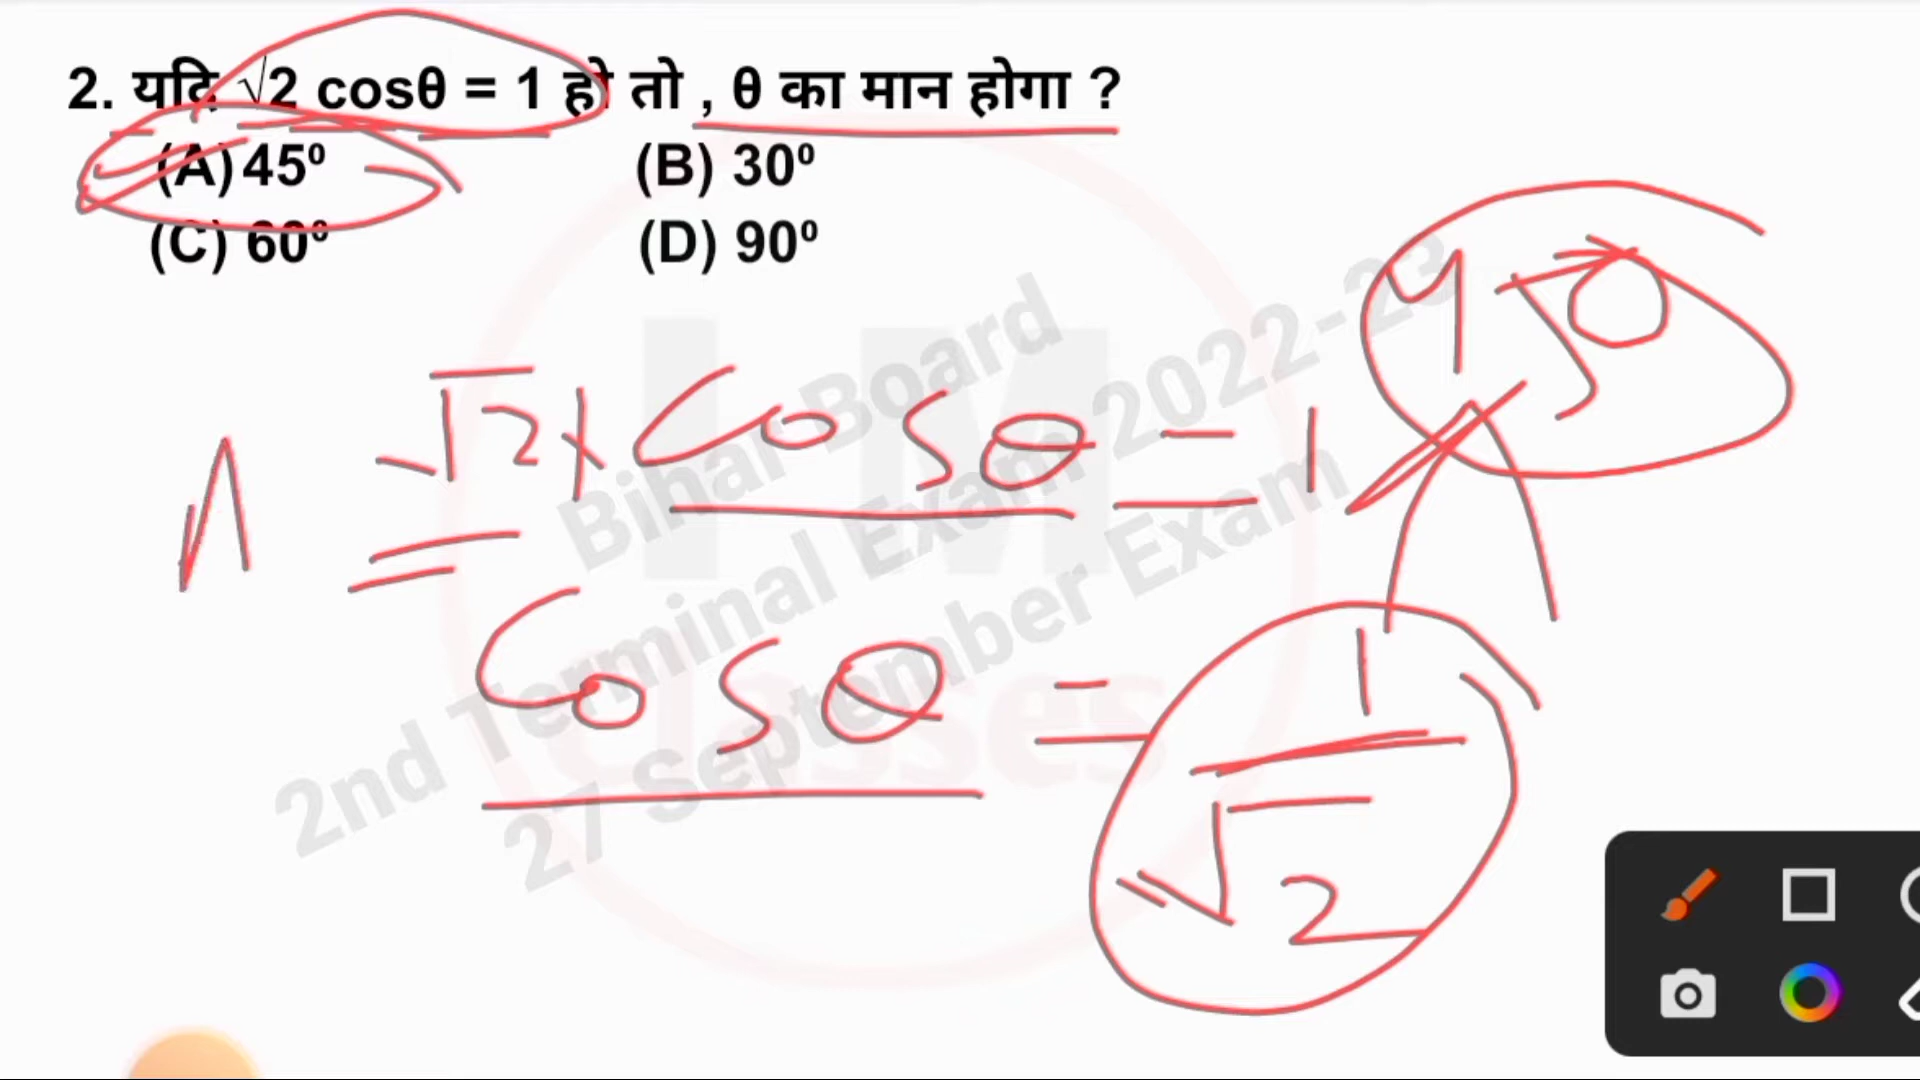 2. यदि √2 cosθ = 1 हो तो , θ का मान होगा ?
(A) 45⁰ (B) 30⁰
(C) 60⁰ (D) 90⁰
45⁰
√2 × cosθ = 1
cosθ = 1/√2
Bihar Board
2nd Terminal Exam 2022-23
27 September Exam